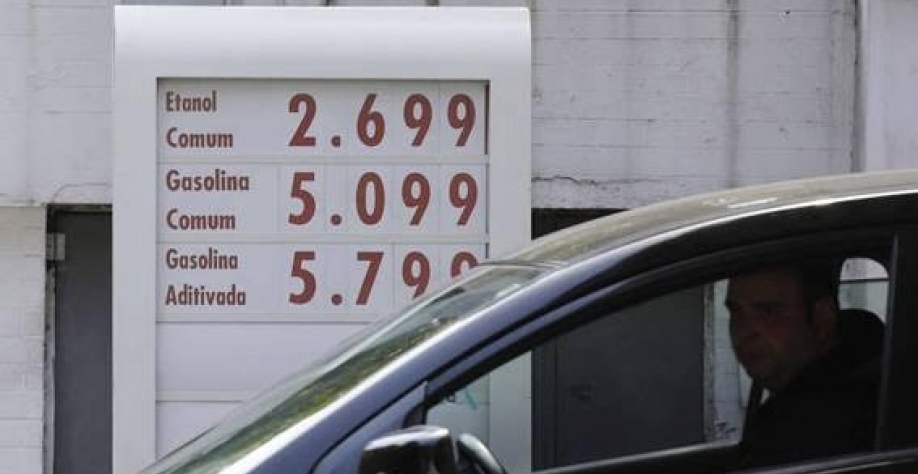 Etanol
Comum 2.699
Gasolina
Comum 5.099
Gasolina
Aditivada 5.799